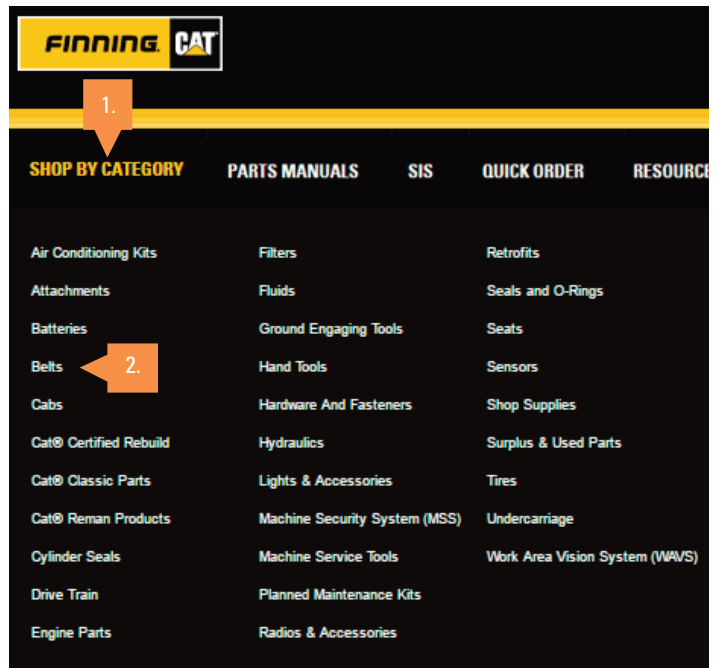 FINNING. CAT
1.
SHOP BY CATEGORY PARTS MANUALS SIS QUICK ORDER RESOURCE
Air Conditioning Kits Filters Retrofits
Attachments Fluids Seals and O-Rings
Batteries Ground Engaging Tools Seats
Belts 2. Hand Tools Sensors
Cabs Hardware And Fasteners Shop Supplies
Cat® Certified Rebuild Hydraulics Surplus & Used Parts
Cat® Classic Parts Lights & Accessories Tires
Cat® Reman Products Machine Security System (MSS) Undercarriage
Cylinder Seals Machine Service Tools Work Area Vision System (WAVS)
Drive Train Planned Maintenance Kits
Engine Parts Radios & Accessories